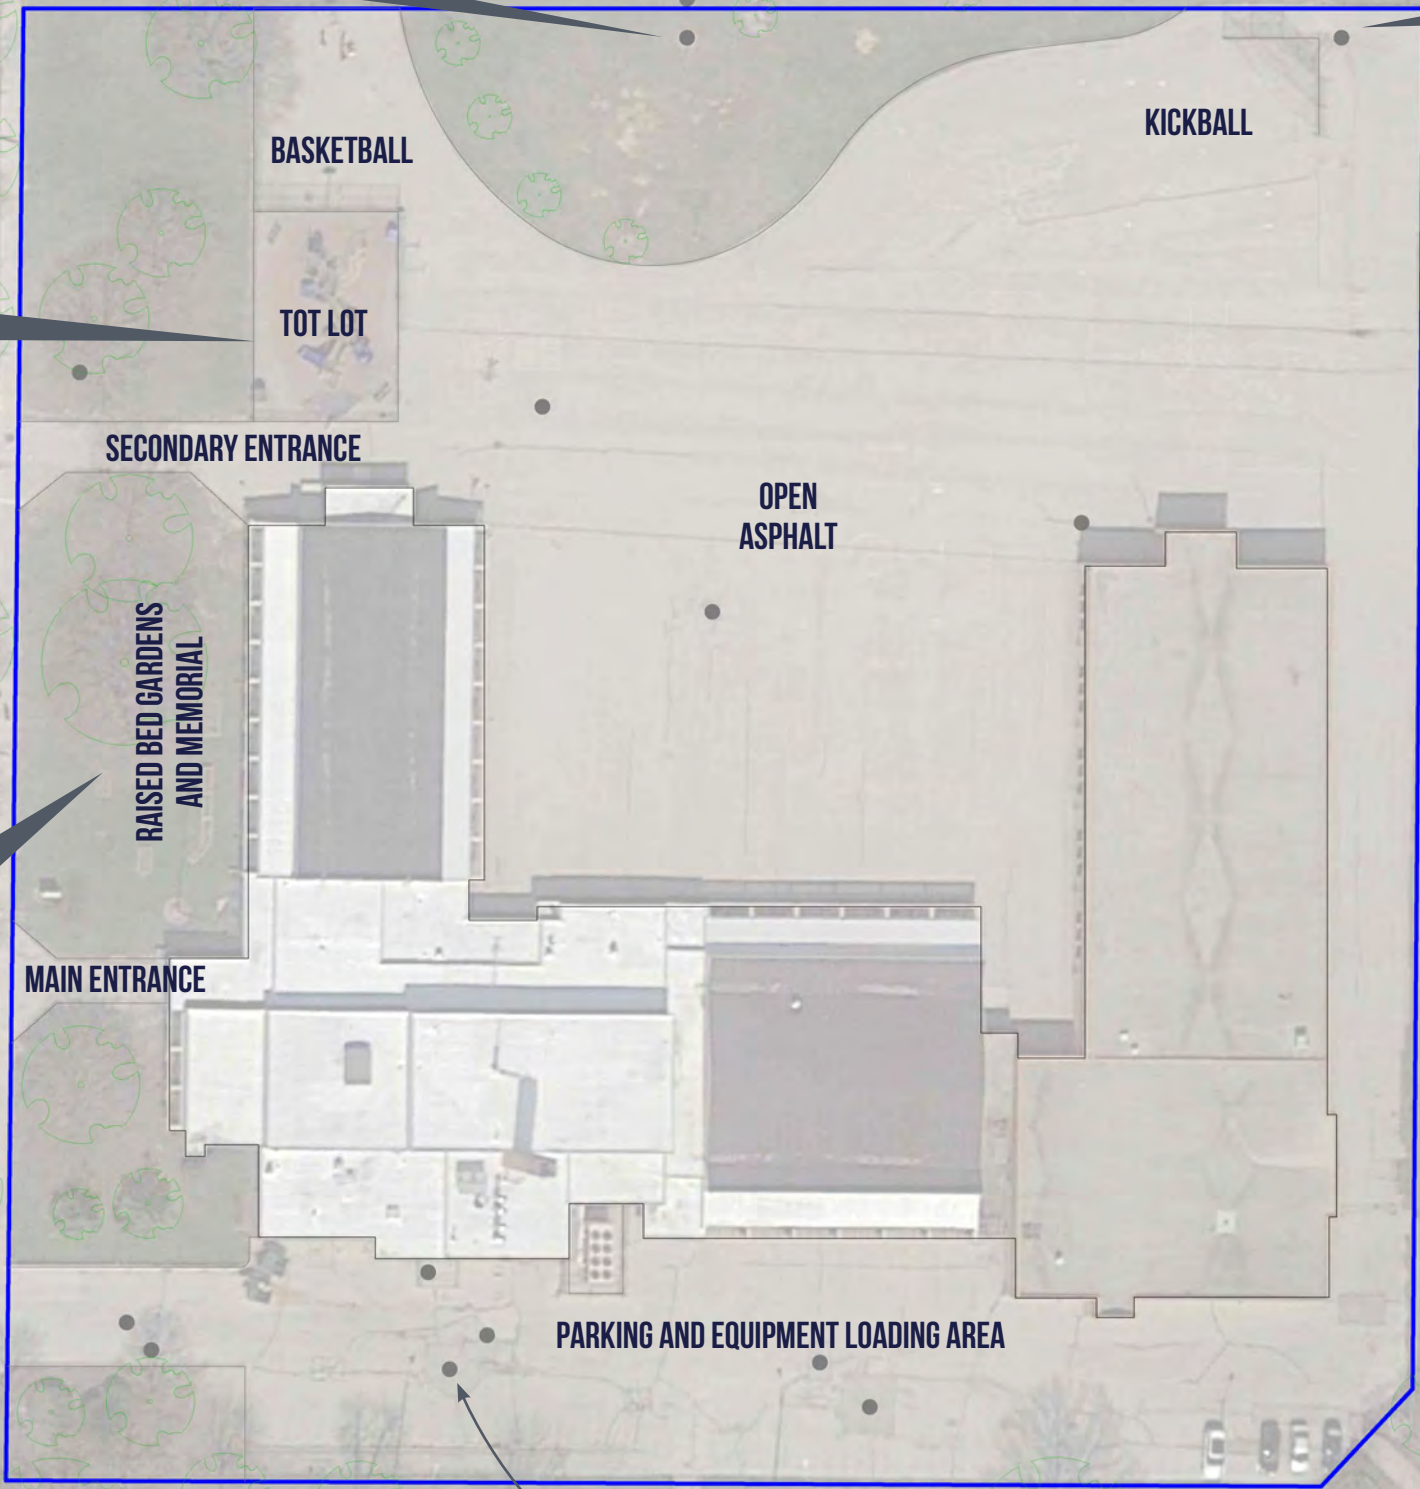 KICKBALL
BASKETBALL
TOT LOT
SECONDARY ENTRANCE
OPEN
ASPHALT
RAISED BED GARDENS
AND MEMORIAL
MAIN ENTRANCE
PARKING AND EQUIPMENT LOADING AREA